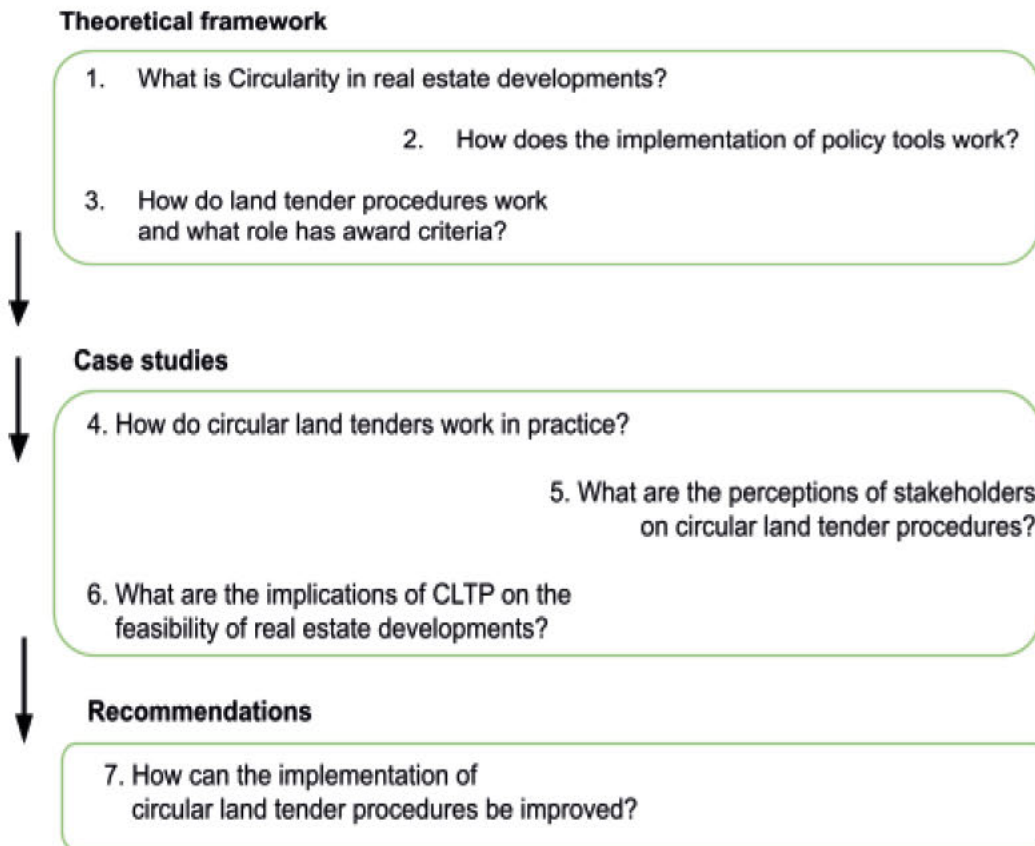 Theoretical framework
1. What is Circularity in real estate developments?
2. How does the implementation of policy tools work?
3. How do land tender procedures work
and what role has award criteria?
Case studies
4. How do circular land tenders work in practice?
5. What are the perceptions of stakeholders
on circular land tender procedures?
6. What are the implications of CLTP on the
feasibility of real estate developments?
Recommendations
7. How can the implementation of
circular land tender procedures be improved?